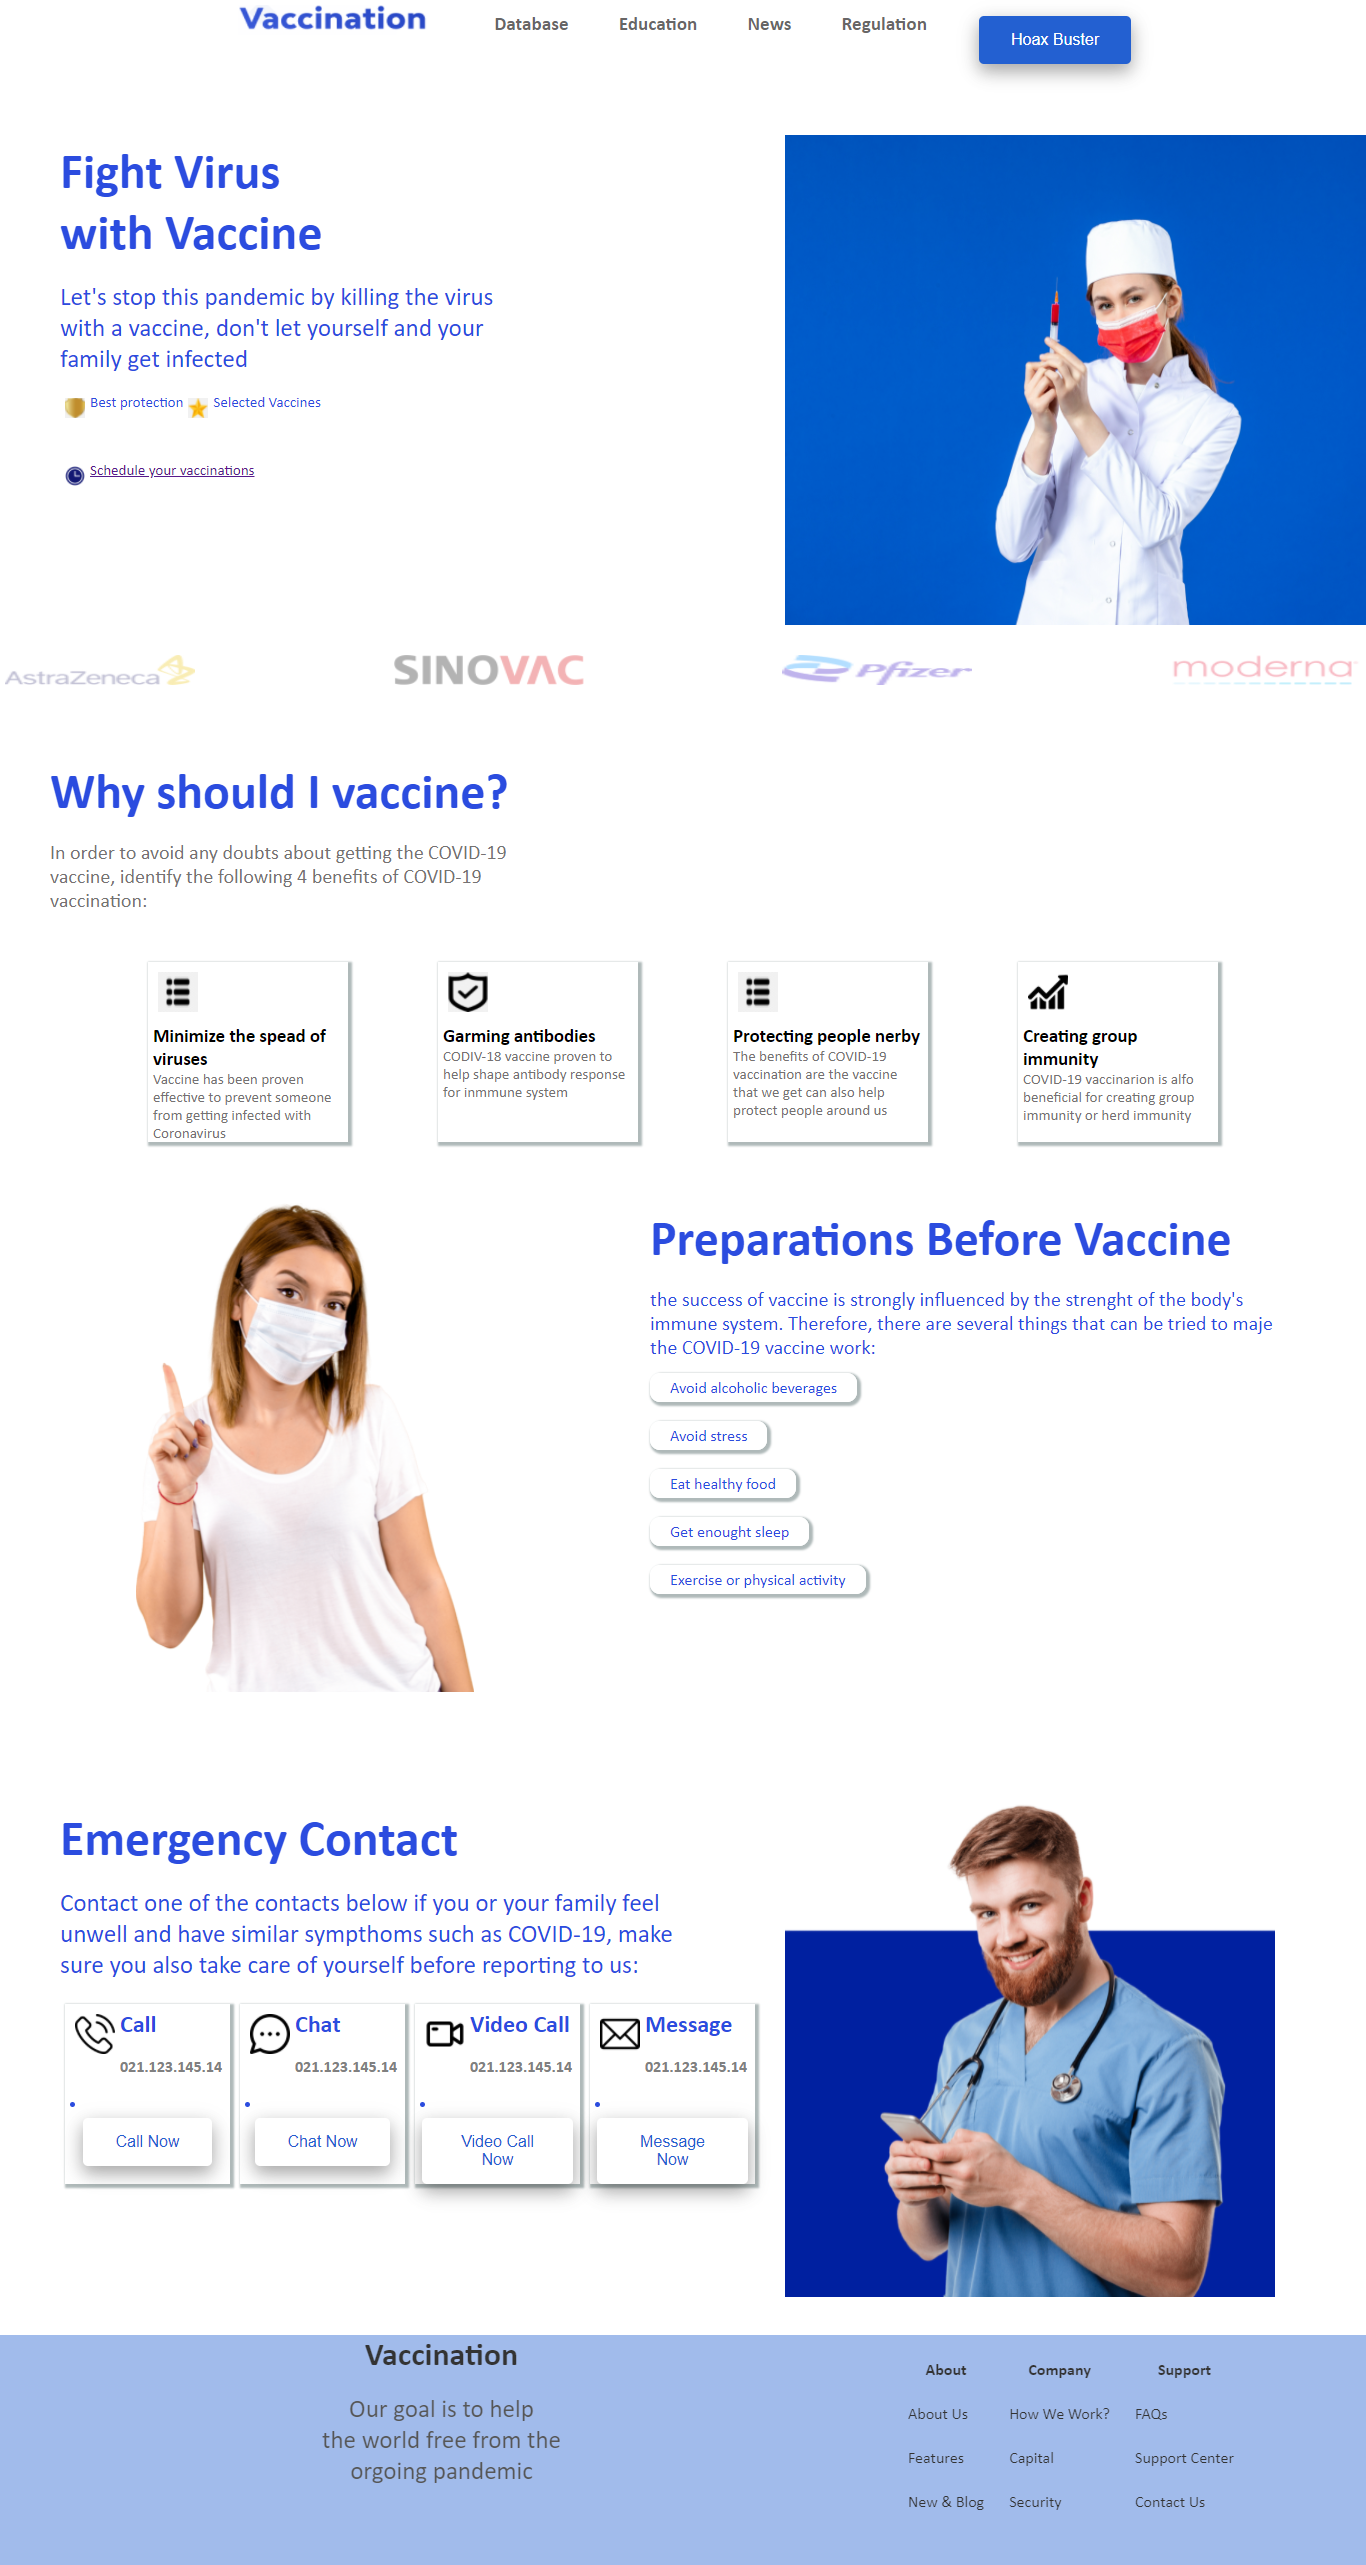 Vaccination
Database
Education
News
Regulation
Hoax Buster
Fight Virus
with Vaccine
Let's stop this pandemic by killing the virus
with a vaccine, don't let yourself and your
family get infected
Best protection
Selected Vaccines
Schedule your vaccinations
AstraZeneca
SINOVAC
Pfizer
moderna
Why should I vaccine?
In order to avoid any doubts about getting the COVID-19
vaccine, identify the following 4 benefits of COVID-19
vaccination:
Minimize the spead of
viruses
Vaccine has been proven
effective to prevent someone
from getting infected with
Coronavirus
Garming antibodies
CODIV-18 vaccine proven to
help shape antibody response
for inmmune system
Protecting people nerby
The benefits of COVID-19
vaccination are the vaccine
that we get can also help
protect people around us
Creating group
immunity
COVID-19 vaccinarion is alfo
beneficial for creating group
immunity or herd immunity
Preparations Before Vaccine
the success of vaccine is strongly influenced by the strenght of the body's
immune system. Therefore, there are several things that can be tried to maje
the COVID-19 vaccine work:
Avoid alcoholic beverages
Avoid stress
Eat healthy food
Get enought sleep
Exercise or physical activity
Emergency Contact
Contact one of the contacts below if you or your family feel
unwell and have similar sympthoms such as COVID-19, make
sure you also take care of yourself before reporting to us:
Call
021.123.145.14
Call Now
Chat
021.123.145.14
Chat Now
Video Call
021.123.145.14
Video Call
Now
Message
021.123.145.14
Message
Now
Vaccination
Our goal is to help
the world free from the
orgoing pandemic
About
Company
Support
About Us
How We Work?
FAQs
Features
Capital
Support Center
New & Blog
Security
Contact Us